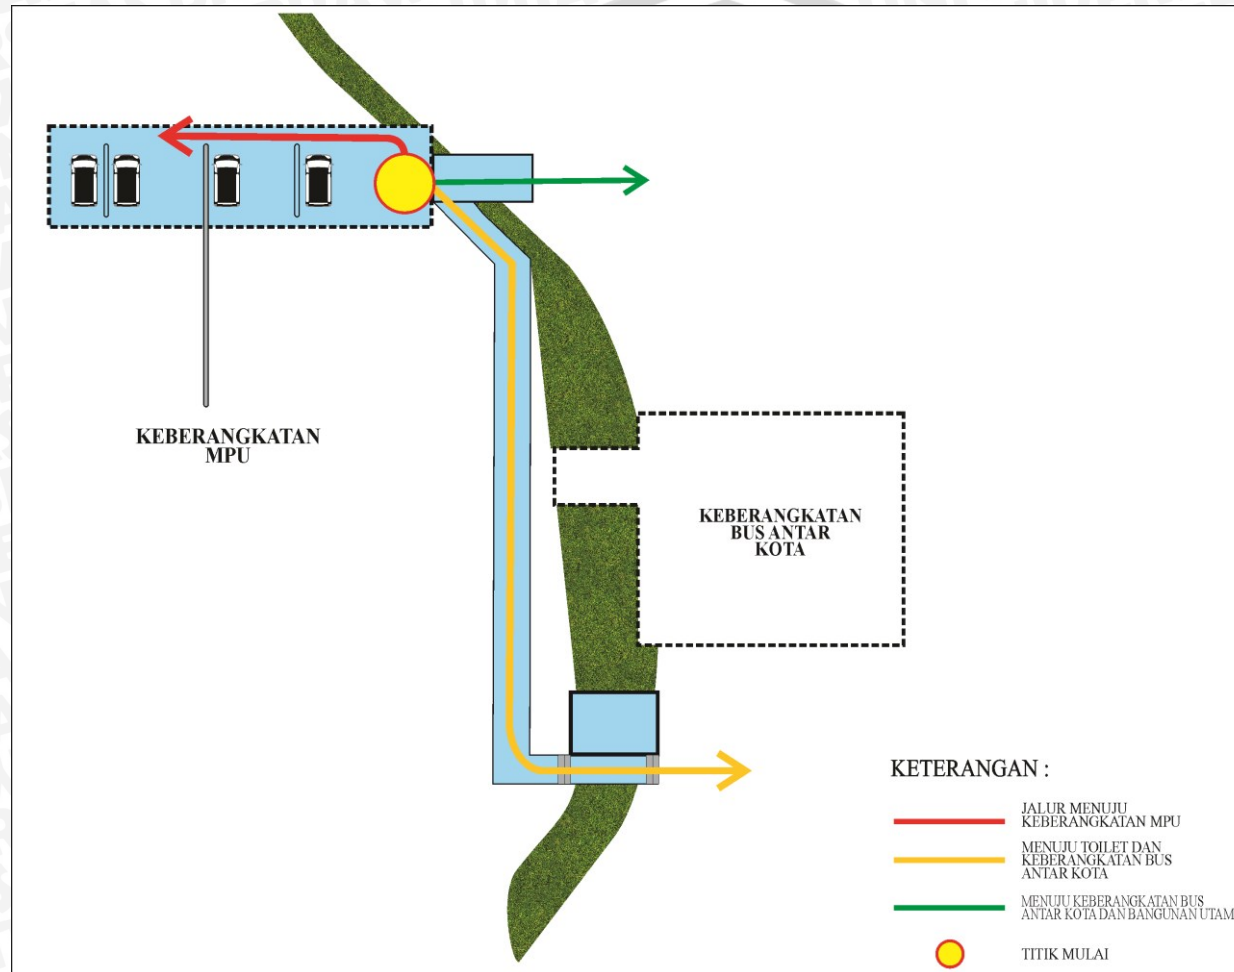 KEBERANGKATAN
MPU
KEBERANGKATAN
BUS ANTAR
KOTA
KETERANGAN :
JALUR MENUJU
KEBERANGKATAN MPU
MENUJU TOILET DAN
KEBERANGKATAN BUS
ANTAR KOTA
MENUJU KEBERANGKATAN BUS
ANTAR KOTA DAN BANGUNAN UTAM
TITIK MULAI